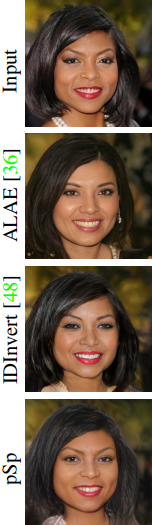 Input
ALAE [36]
IDInvert [48]
pSp